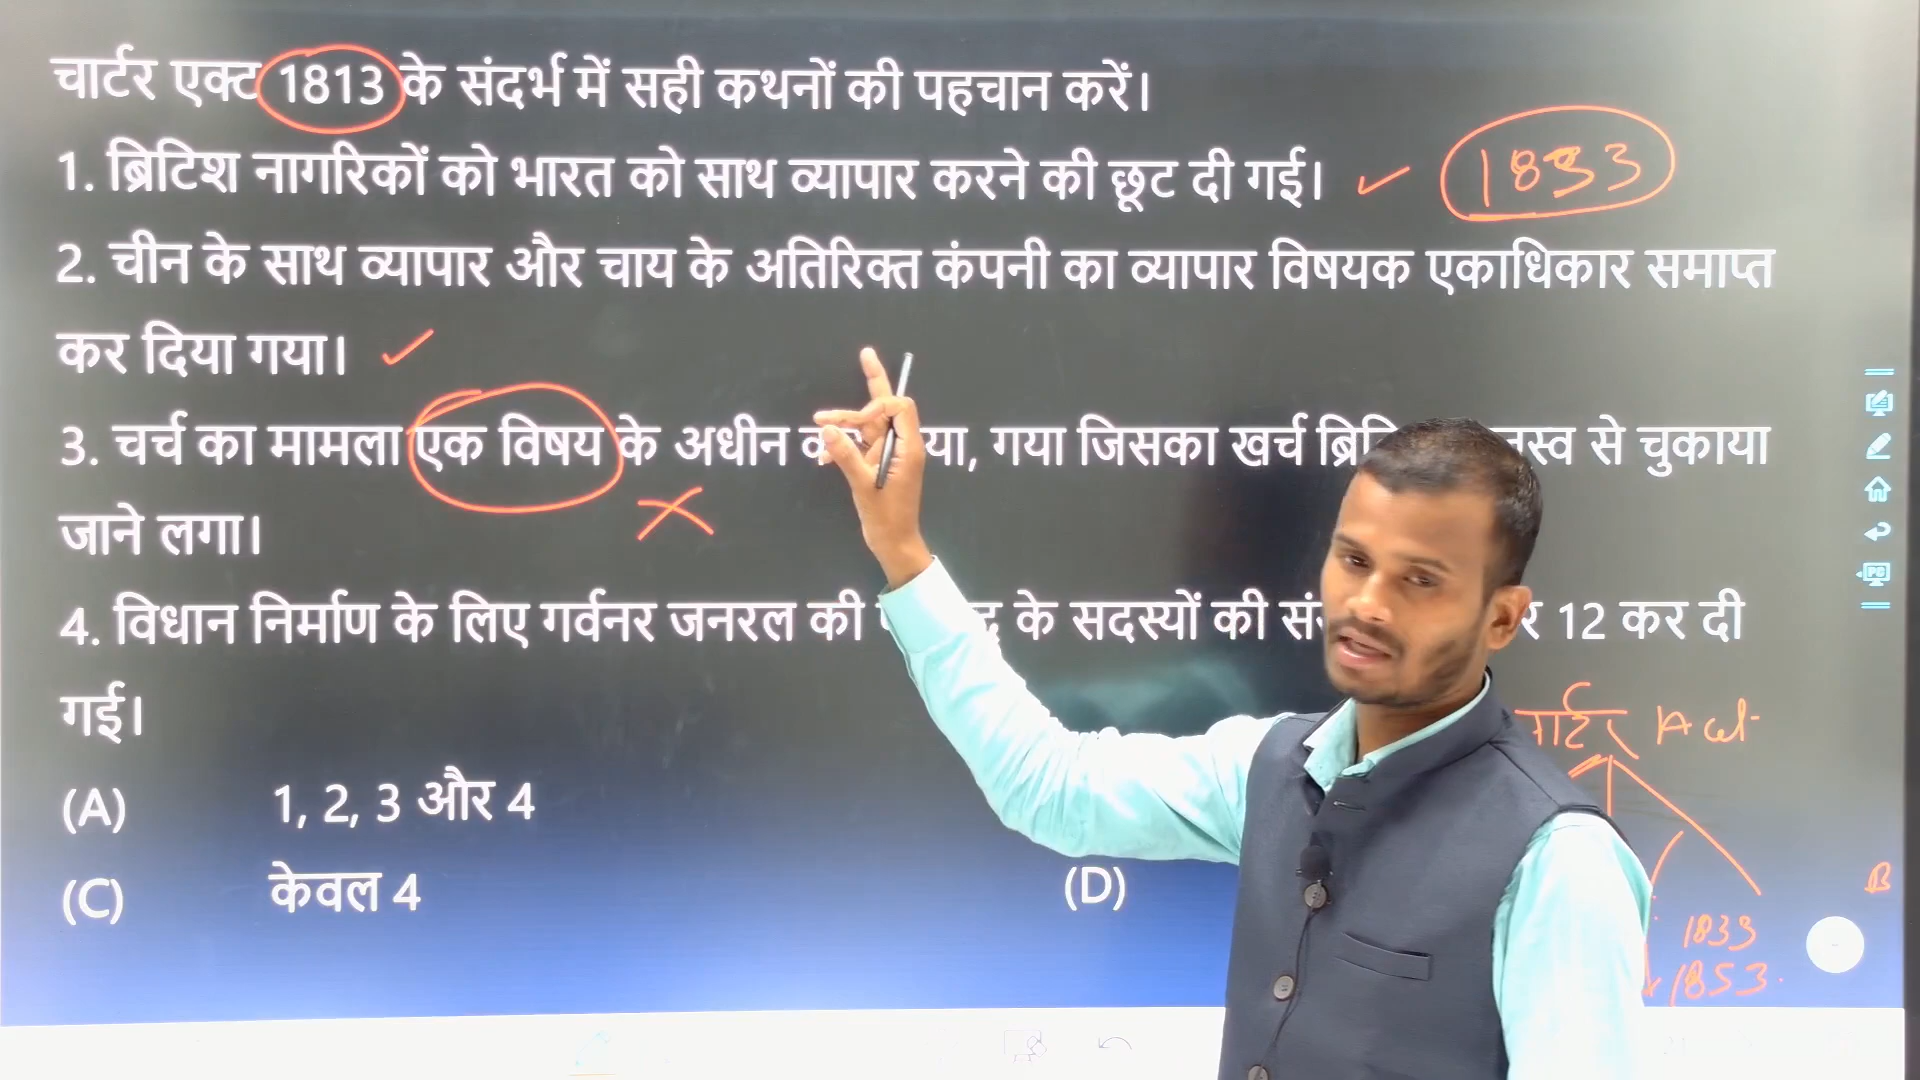 चार्टर एक्ट 1813 के संदर्भ में सही कथनों की पहचान करें।
1. ब्रिटिश नागरिकों को भारत को साथ व्यापार करने की छूट दी गई। 1833
2. चीन के साथ व्यापार और चाय के अतिरिक्त कंपनी का व्यापार विषयक एकाधिकार समाप्त
कर दिया गया।
3. चर्च का मामला एक विषय के अधीन गया जिसका खर्च से चुकाया
जाने लगा।
4. विधान निर्माण के लिए गर्वनर जनरल की के सदस्यों की 12 कर दी
गई।
Act
(A) 1, 2, 3 और 4
(C) केवल 4 (D)
B
1833
1853
PC